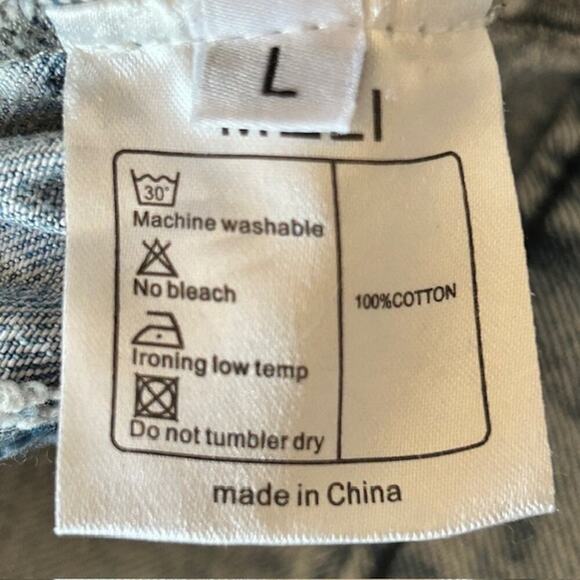 L
30°
Machine washable
No bleach
100%COTTON
Ironing low temp
Do not tumbler dry
made in China